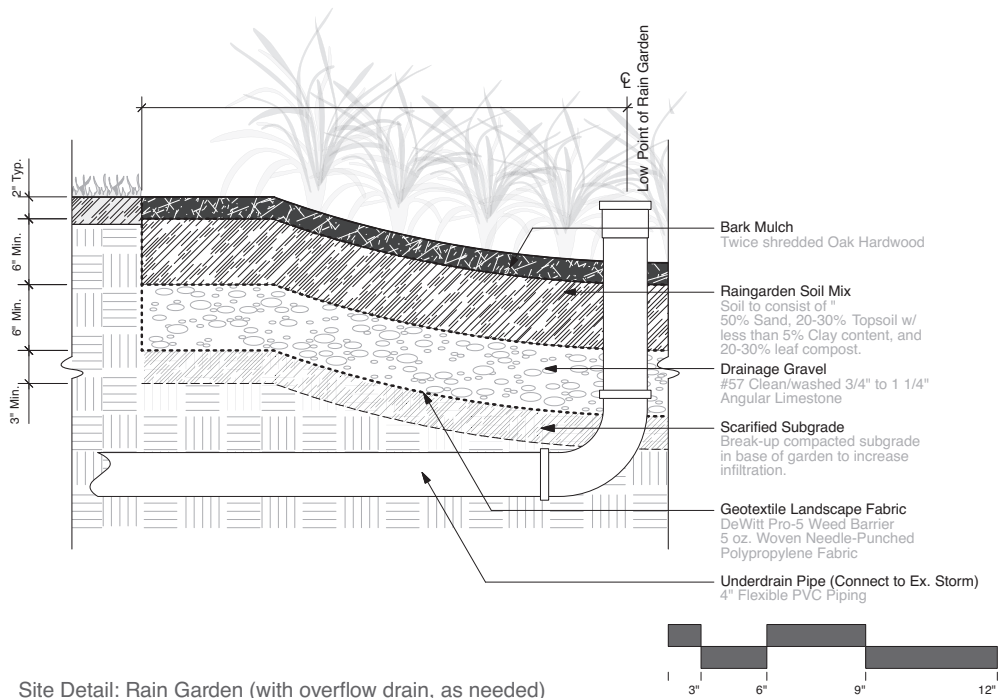 Low Point of Rain Garden
2" Typ.
6" Min.
6" Min.
3" Min.
Bark Mulch
Twice shredded Oak Hardwood
Raingarden Soil Mix
Soil to consist of "
50% Sand, 20-30% Topsoil w/
less than 5% Clay content, and
20-30% leaf compost.
Drainage Gravel
#57 Clean/washed 3/4" to 1 1/4"
Angular Limestone
Scarified Subgrade
Break-up compacted subgrade
in base of garden to increase
infiltration.
Geotextile Landscape Fabric
DeWitt Pro-5 Weed Barrier
5 oz. Woven Needle-Punched
Polypropylene Fabric
Underdrain Pipe (Connect to Ex. Storm)
4" Flexible PVC Piping
3" 6" 9" 12"
Site Detail: Rain Garden (with overflow drain, as needed)